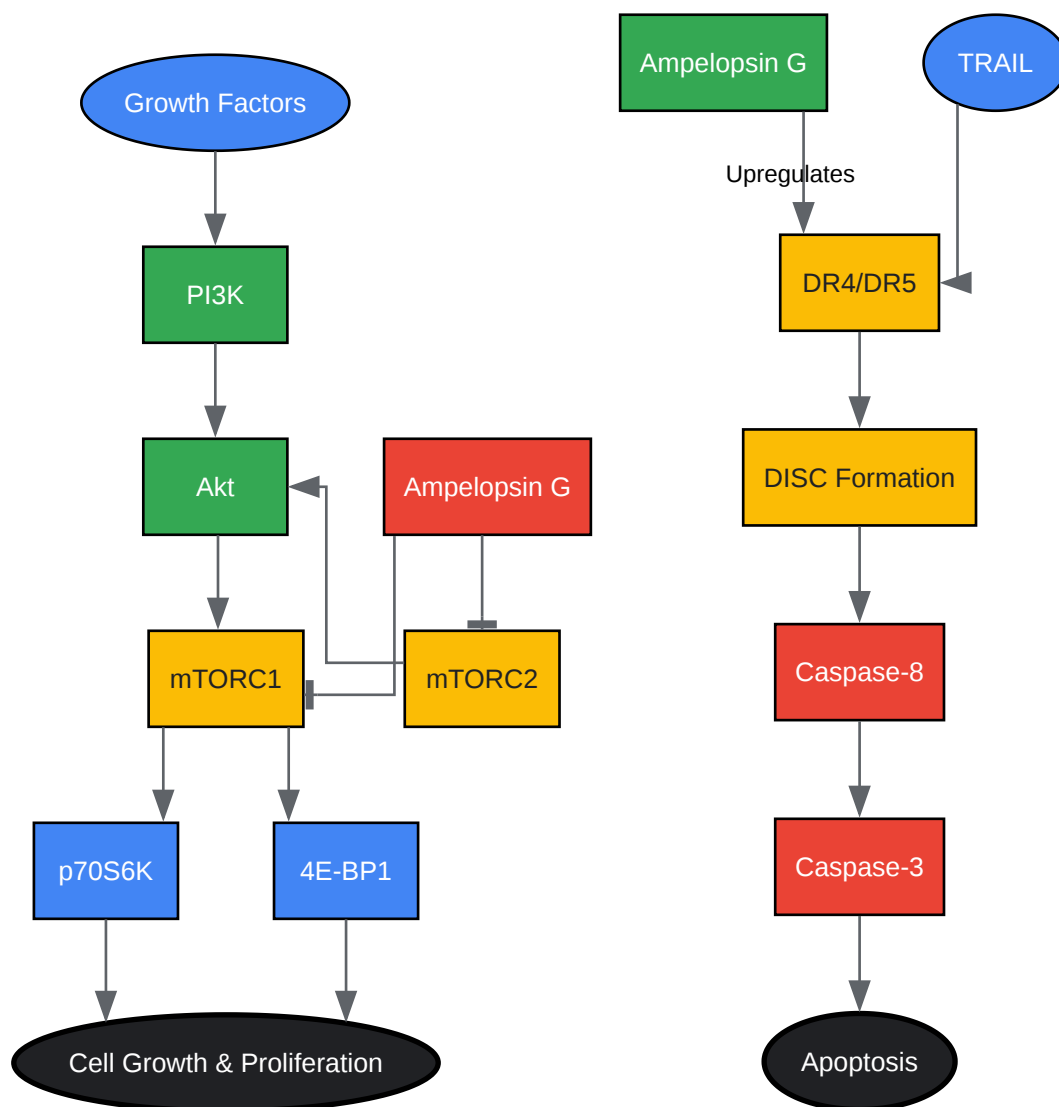 Growth Factors
PI3K
Akt
Ampelopsin G
mTORC1
mTORC2
p70S6K
4E-BP1
Cell Growth & Proliferation
Ampelopsin G
TRAIL
Upregulates
DR4/DR5
DISC Formation
Caspase-8
Caspase-3
Apoptosis